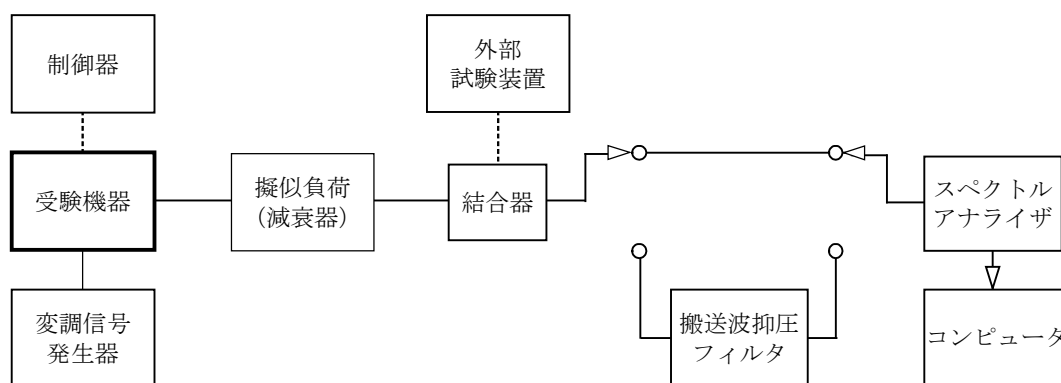 制御器
外部
試験装置
受験機器
擬似負荷
(減衰器)
結合器
スペクトル
アナライザ
変調信号
発生器
搬送波抑圧
フィルタ
コンピュータ